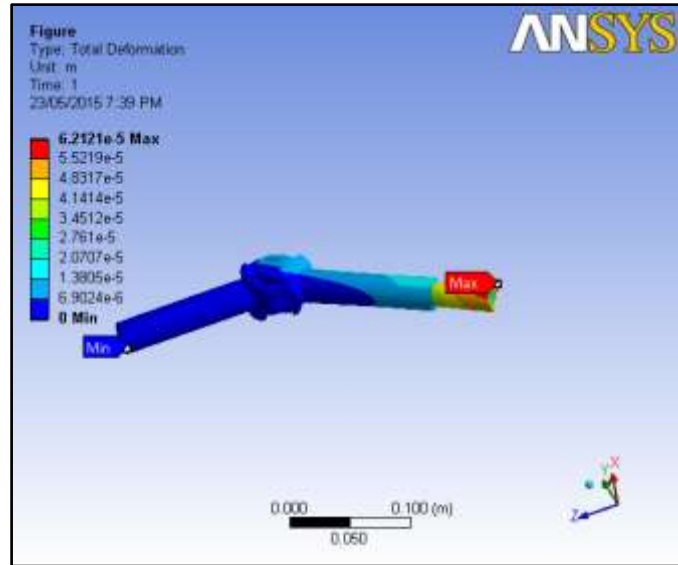 Figure
Type: Total Deformation
Unit: m
Time: 1
23/05/2015 7:39 PM
ANSYS
6.2121e-5 Max
5.5219e-5
4.8317e-5
4.1414e-5
3.4512e-5
2.761e-5
2.0707e-5
1.3805e-5
6.9024e-6
0 Min
Max
Min
0.000 0.100 (m)
0.050
Y X
Z